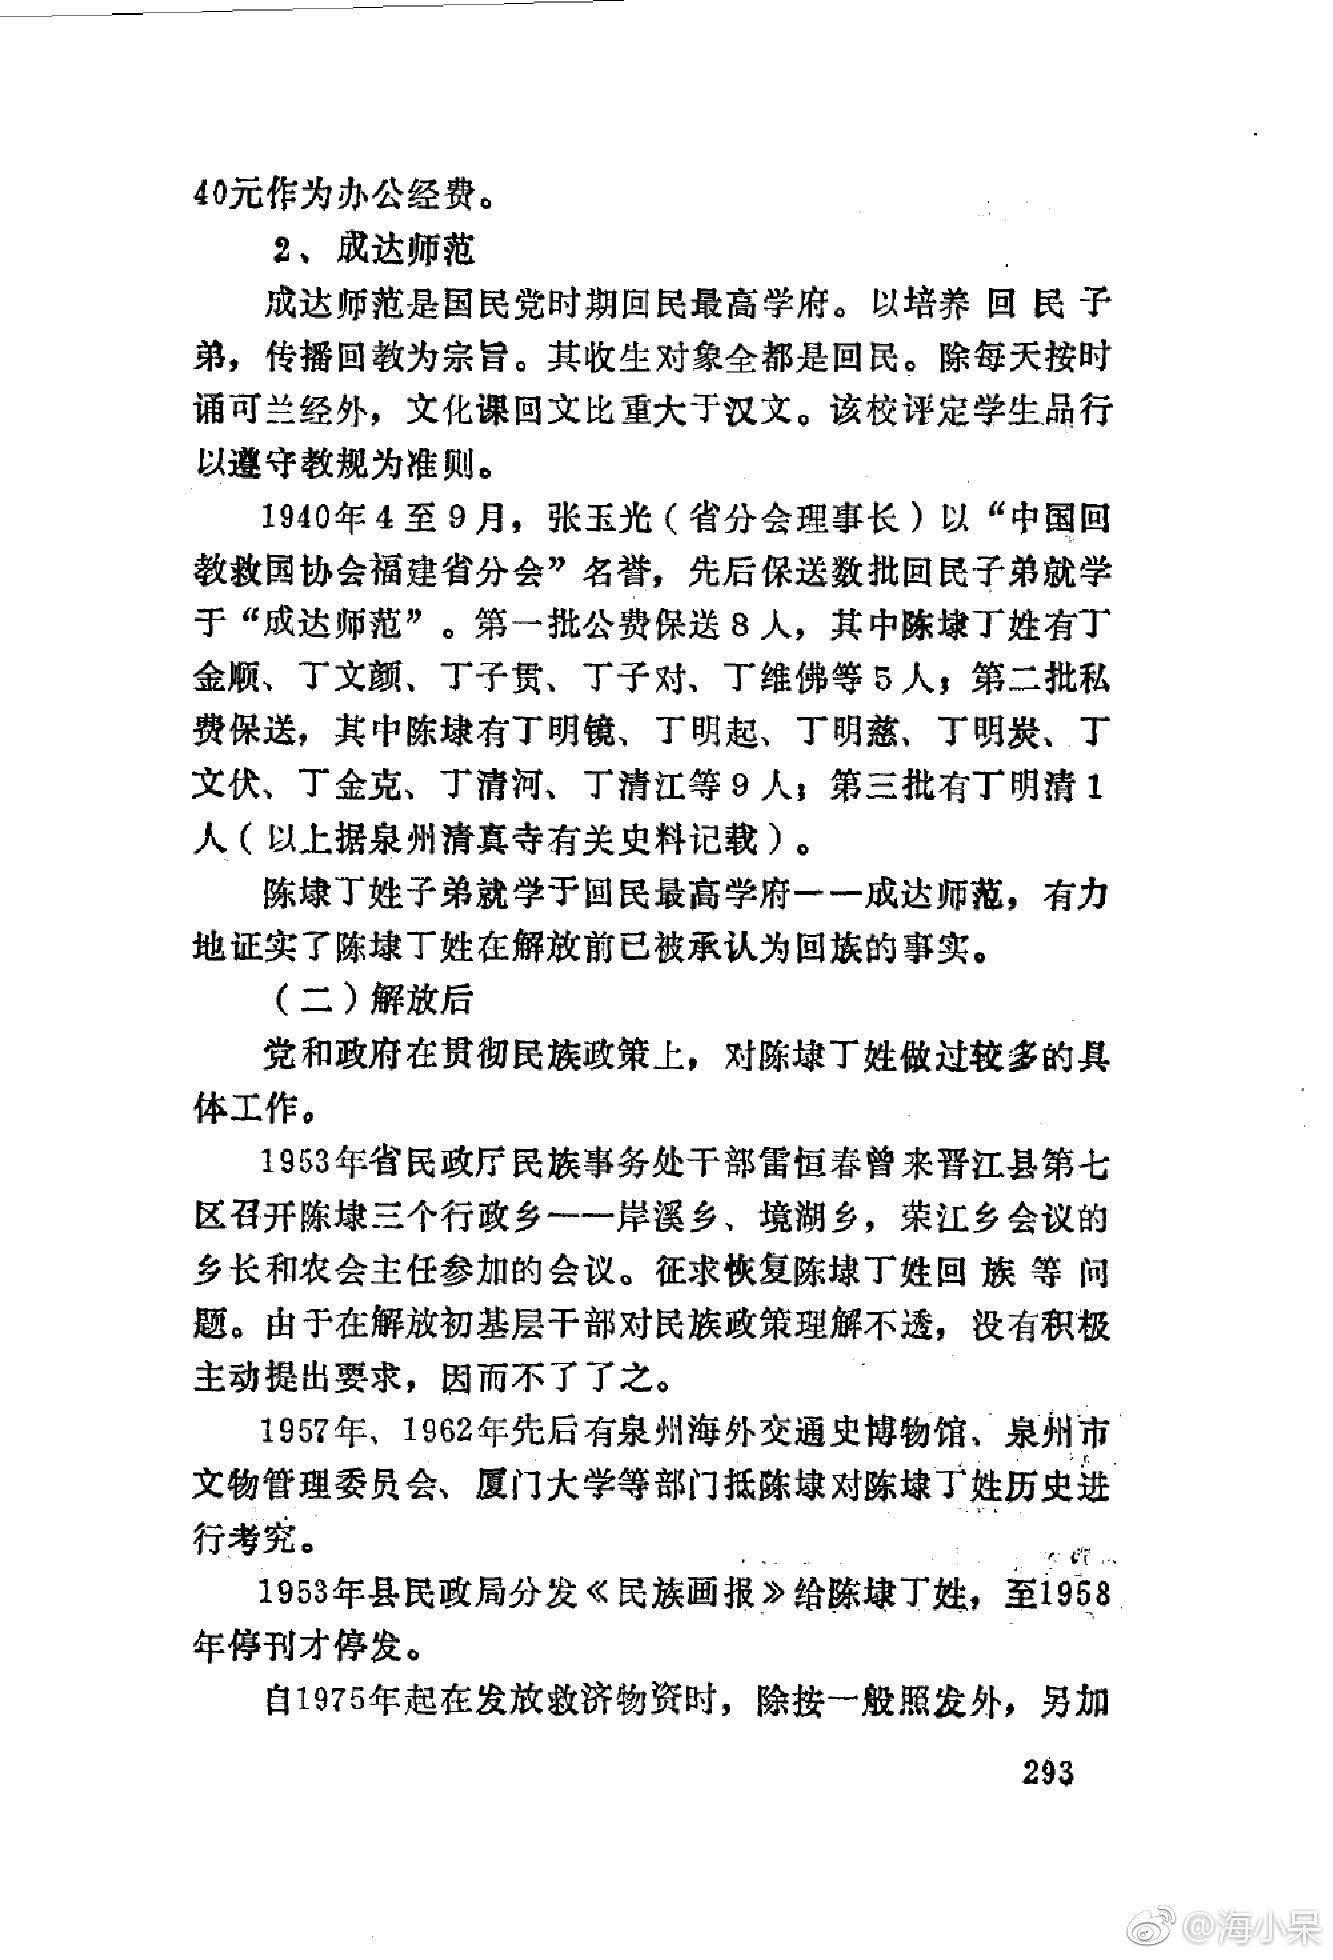 40元作为办公经费。
2、成达师范
成达师范是国民党时期回民最高学府。以培养回民子
弟，传播回教为宗旨。其收生对象全都是回民。除每天按时
诵可兰经外，文化课回文比重大于汉文。该校评定学生品行
以遵守教规为准则。
1940年4至9月，张玉光（省分会理事长）以“中国回
教救国协会福建省分会”名誉，先后保送数批回民子弟就学
于“成达师范”。第一批公费保送8人，其中陈埭丁姓有丁
金顺、丁文颜、丁子贯、丁子对、丁维佛等5人；第二批私
费保送，其中陈埭有丁明镜、丁明起、丁明慈、丁明炭、丁
文伏、丁金克、丁清河、丁清江等9人；第三批有丁明清1
人（以上据泉州清真寺有关史料记载）。
陈埭丁姓子弟就学于回民最高学府——成达师范，有力
地证实了陈埭丁姓在解放前已被承认为回族的事实。
（二）解放后
党和政府在贯彻民族政策上，对陈埭丁姓做过较多的具
体工作。
1953年省民政厅民族事务处干部雷恒春曾来晋江县第七
区召开陈埭三个行政乡——岸溪乡、境湖乡，荣江乡会议的
乡长和农会主任参加的会议。征求恢复陈埭丁姓回族等问
题。由于在解放初基层干部对民族政策理解不透，没有积极
主动提出要求，因而不了了之。
1957年、1962年先后有泉州海外交通史博物馆、泉州市
文物管理委员会、厦门大学等部门抵陈埭对陈埭丁姓历史进
行考究。
1953年县民政局分发《民族画报》给陈埭丁姓，至1958
年停刊才停发。
自1975年起在发放救济物资时，除按一般照发外，另加
293
@海小呆